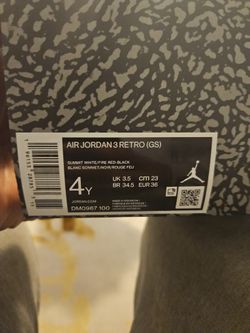 AIR JORDAN 3 RETRO (GS)
SUMMIT WHITE/FIRE RED-BLACK
BLANC SOMMET/NOIR/ROUGE FEU
4Y
UK 3.5 CM 23
BR 34.5 EUR 36
JORDAN.COM
DM0967 100